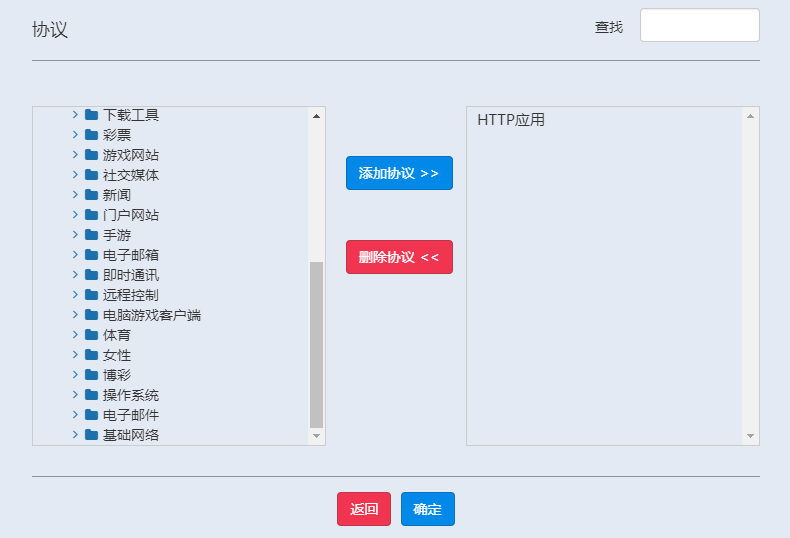 协议
查找
下载工具
彩票
游戏网站
社交媒体
新闻
门户网站
手游
电子邮箱
即时通讯
远程控制
电脑游戏客户端
体育
女性
博彩
操作系统
电子邮件
基础网络
添加协议 >>
删除协议 <<
HTTP应用
返回
确定